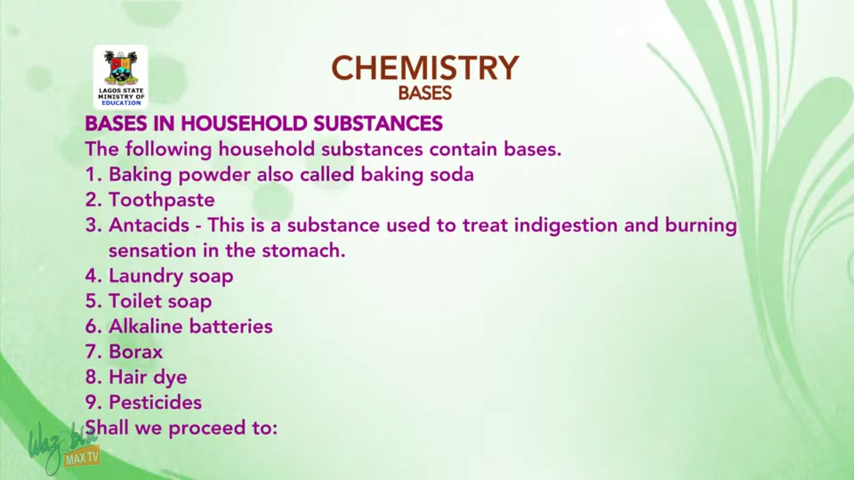 LAGOS STATE
MINISTRY OF
EDUCATION
CHEMISTRY
BASES
BASES IN HOUSEHOLD SUBSTANCES
The following household substances contain bases.
1. Baking powder also called baking soda
2. Toothpaste
3. Antacids - This is a substance used to treat indigestion and burning
sensation in the stomach.
4. Laundry soap
5. Toilet soap
6. Alkaline batteries
7. Borax
8. Hair dye
9. Pesticides
Shall we proceed to:
Wazobia
MAX TV